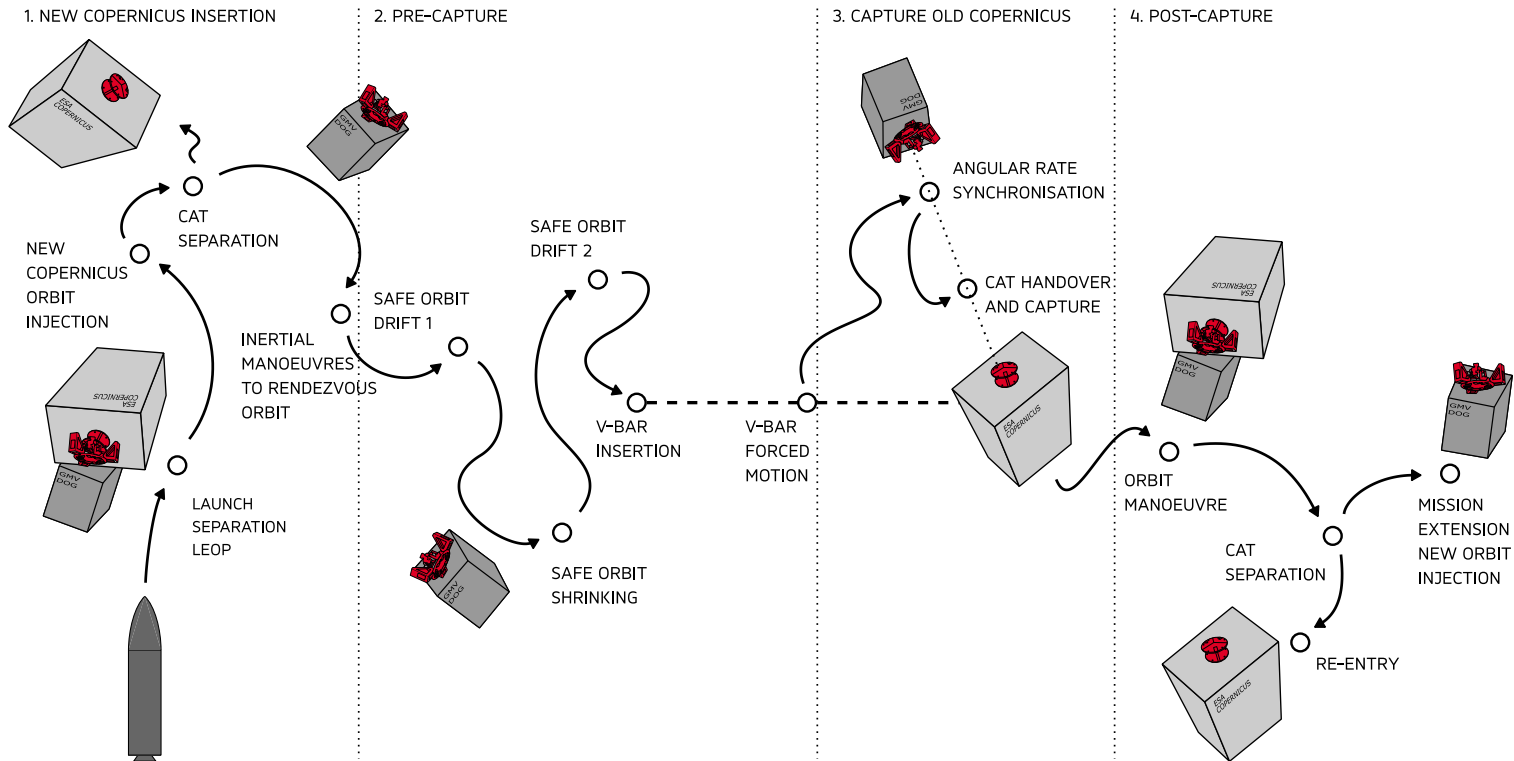 1. NEW COPERNICUS INSERTION
2. PRE-CAPTURE
3. CAPTURE OLD COPERNICUS
4. POST-CAPTURE
ESA
COPERNICUS
CAT
SEPARATION
NEW
COPERNICUS
ORBIT
INJECTION
ESA
COPERNICUS
GMV
DOG
LAUNCH
SEPARATION
LEOP
INERTIAL
MANOEUVRES
TO RENDEZVOUS
ORBIT
GMV
DOG
SAFE ORBIT
DRIFT 1
SAFE ORBIT
DRIFT 2
GMV
DOG
SAFE ORBIT
SHRINKING
V-BAR
INSERTION
V-BAR
FORCED
MOTION
GMV
DOG
ANGULAR RATE
SYNCHRONISATION
CAT HANDOVER
AND CAPTURE
ESA
COPERNICUS
ESA
COPERNICUS
GMV
DOG
ORBIT
MANOEUVRE
CAT
SEPARATION
GMV
DOG
MISSION
EXTENSION
NEW ORBIT
INJECTION
RE-ENTRY
ESA
COPERNICUS